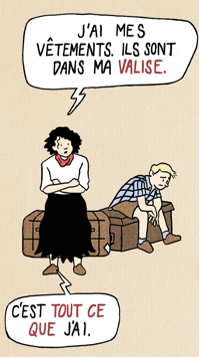 J'AI MES
VÊTEMENTS. ILS SONT
DANS MA VALISE.
C'EST TOUT CE
QUE J'AI.